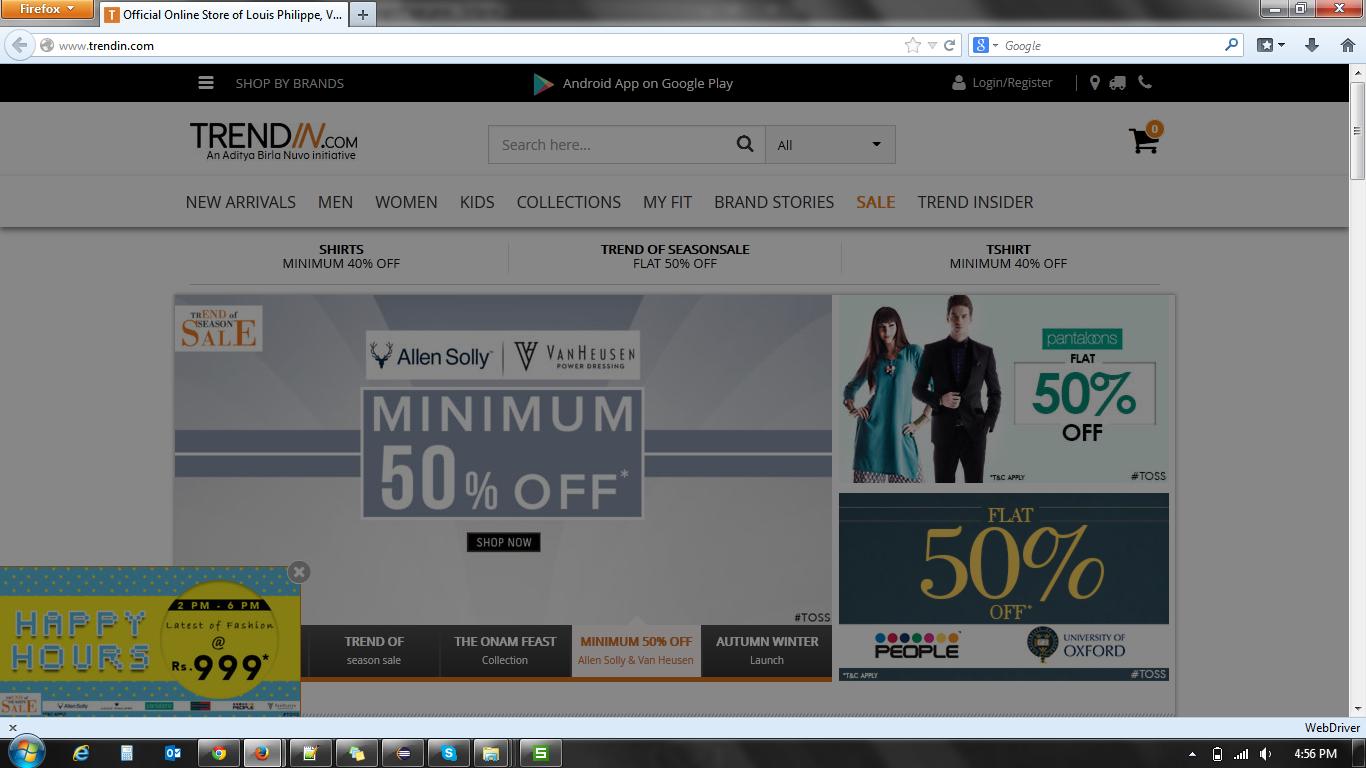 Firefox
Official Online Store of Louis Philippe, V...
www.trendin.com
Google
SHOP BY BRANDS
Android App on Google Play
Login/Register
TRENDIN.COM
An Aditya Birla Nuvo initiative
Search here...
All
0
NEW ARRIVALS MEN WOMEN KIDS COLLECTIONS MY FIT BRAND STORIES SALE TREND INSIDER
SHIRTS
MINIMUM 40% OFF
TREND OF SEASONSALE
FLAT 50% OFF
TSHIRT
MINIMUM 40% OFF
TREND of
SEASON
SALE
Allen Solly
VANHEUSEN
POWER DRESSING
MINIMUM
50% OFF*
SHOP NOW
#TOSS
pantaloons
FLAT
50%
OFF
*T&C APPLY
#TOSS
FLAT
50%
OFF*
PEOPLE
UNIVERSITY OF
OXFORD
*T&C APPLY
#TOSS
HAPPY
HOURS
2 PM - 6 PM
Latest of Fashion
@
Rs.999*
SALE
Allen Solly
pantaloons
PEOPLE
#TOSS
TREND OF
season sale
THE ONAM FEAST
Collection
MINIMUM 50% OFF
Allen Solly & Van Heusen
AUTUMN WINTER
Launch
WebDriver
4:56 PM